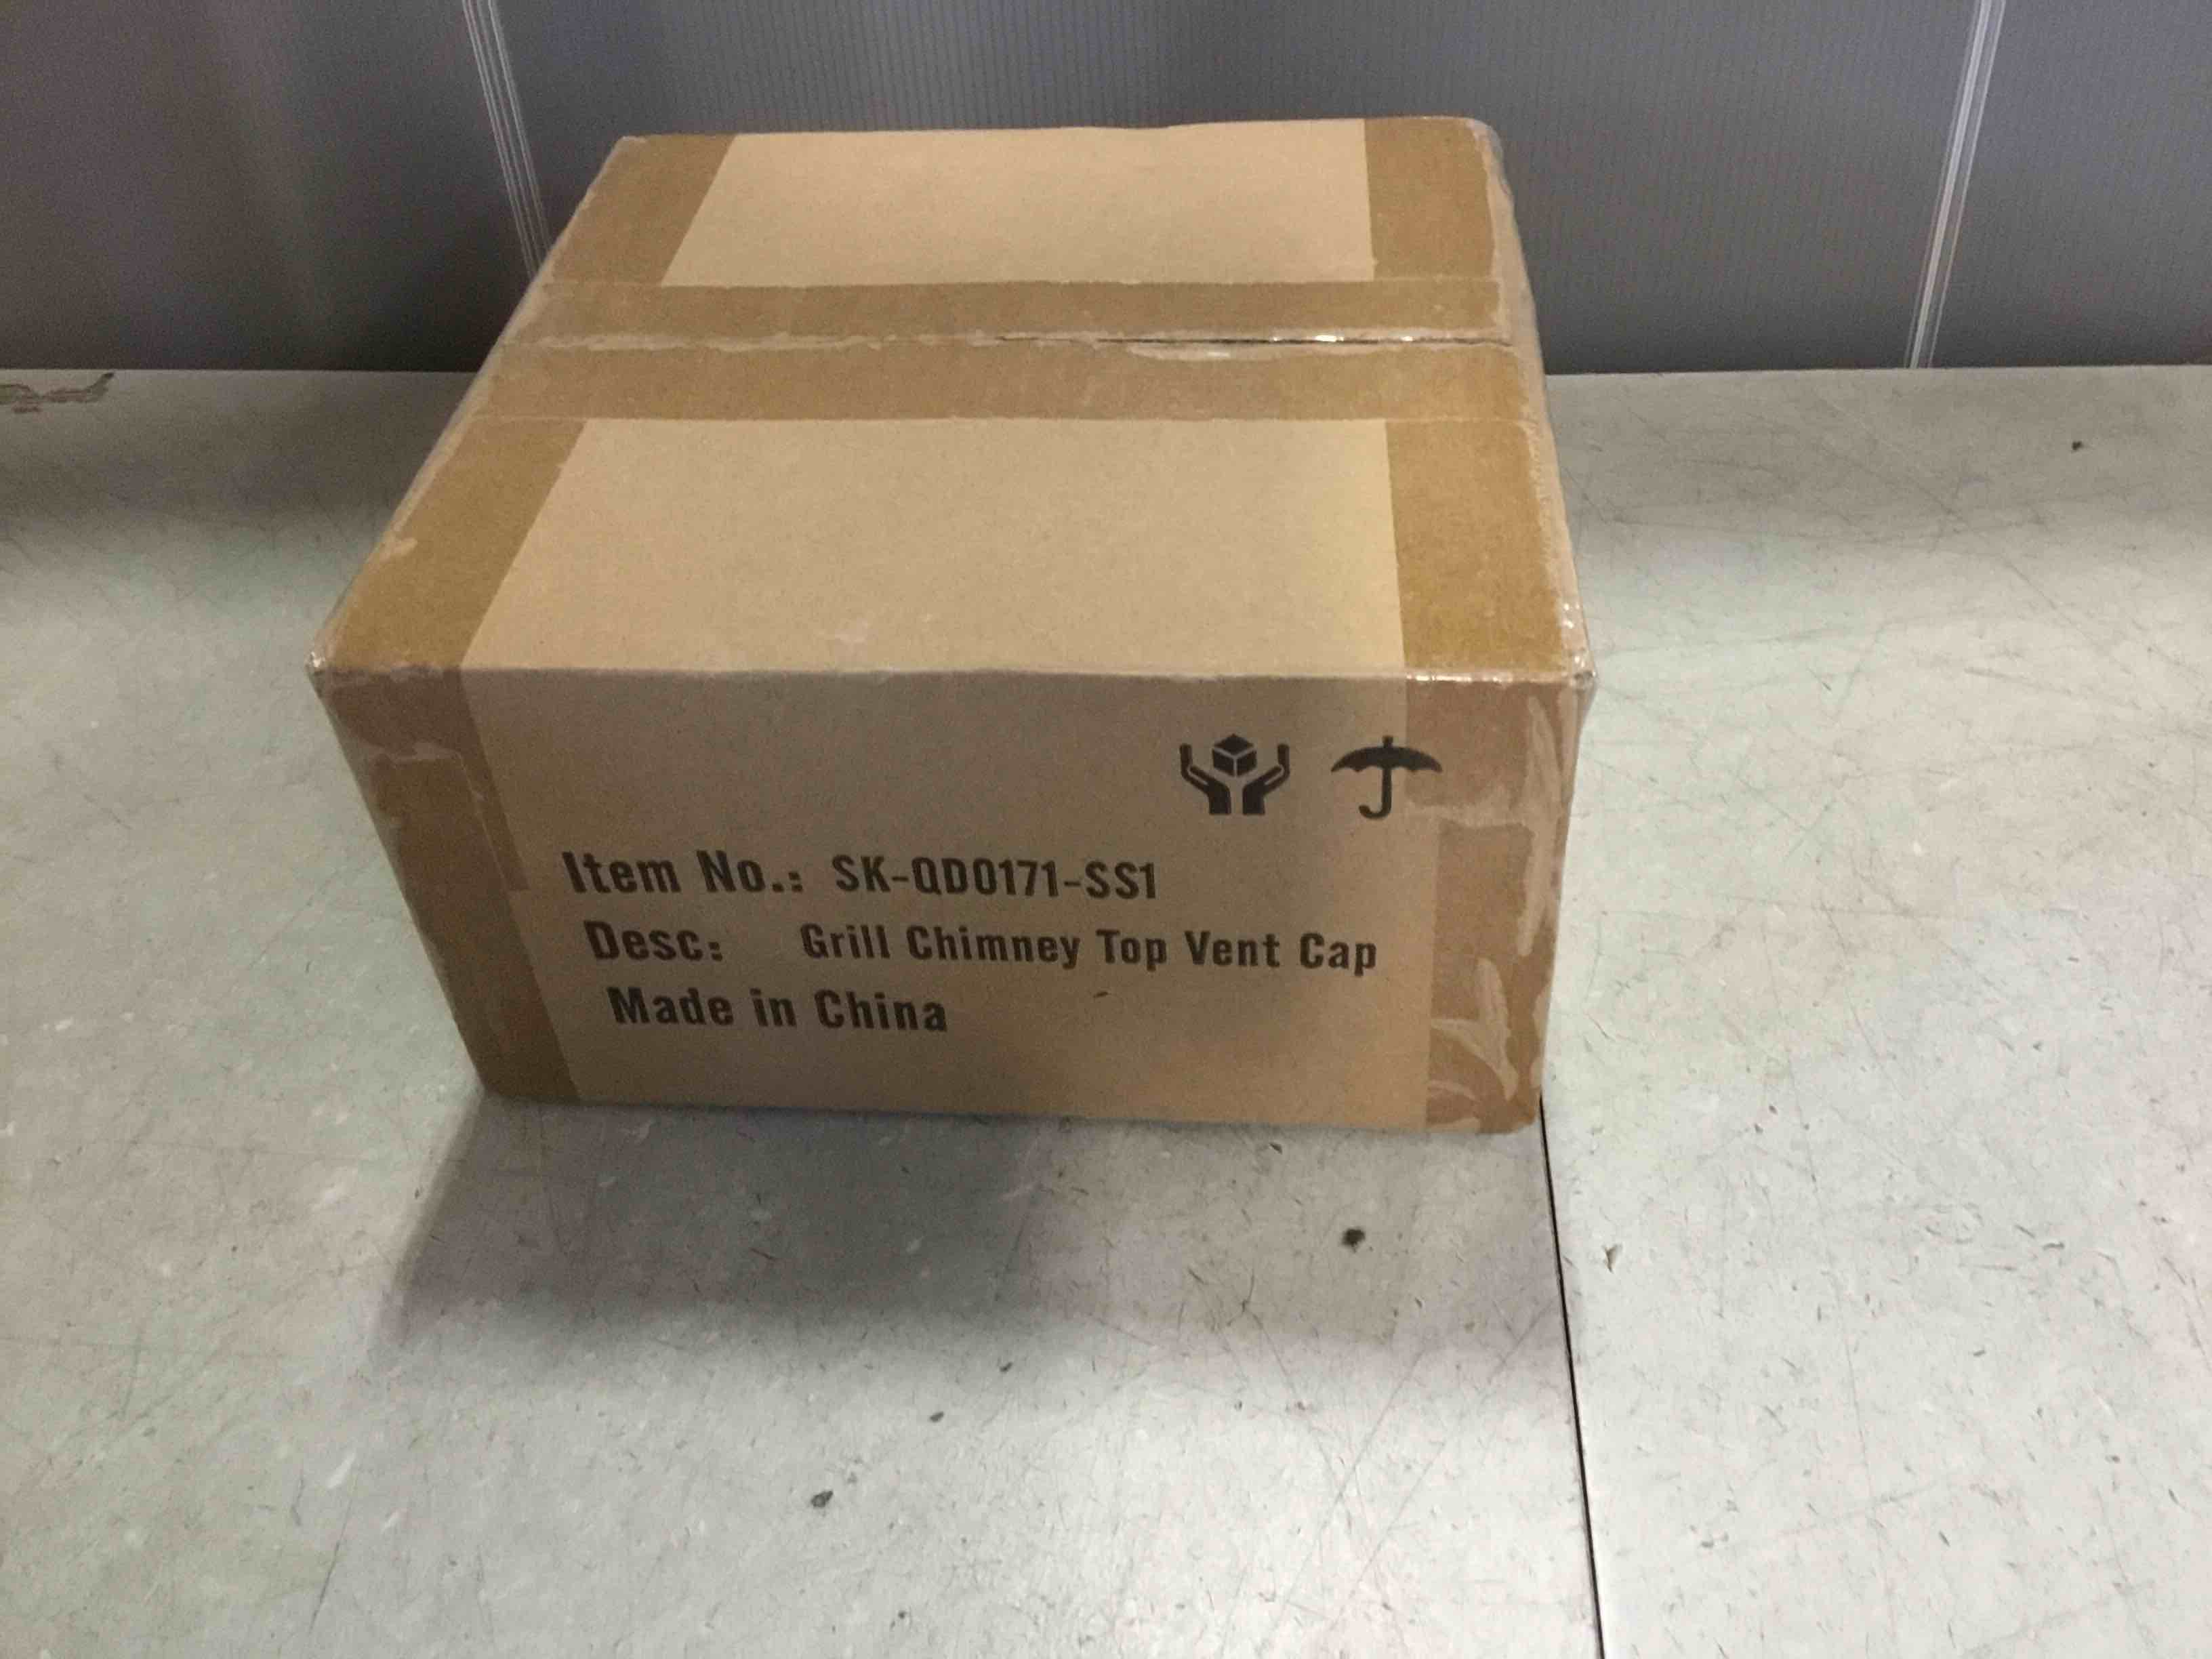 Item No.: SK-QD0171-SS1
Desc: Grill Chimney Top Vent Cap
Made in China